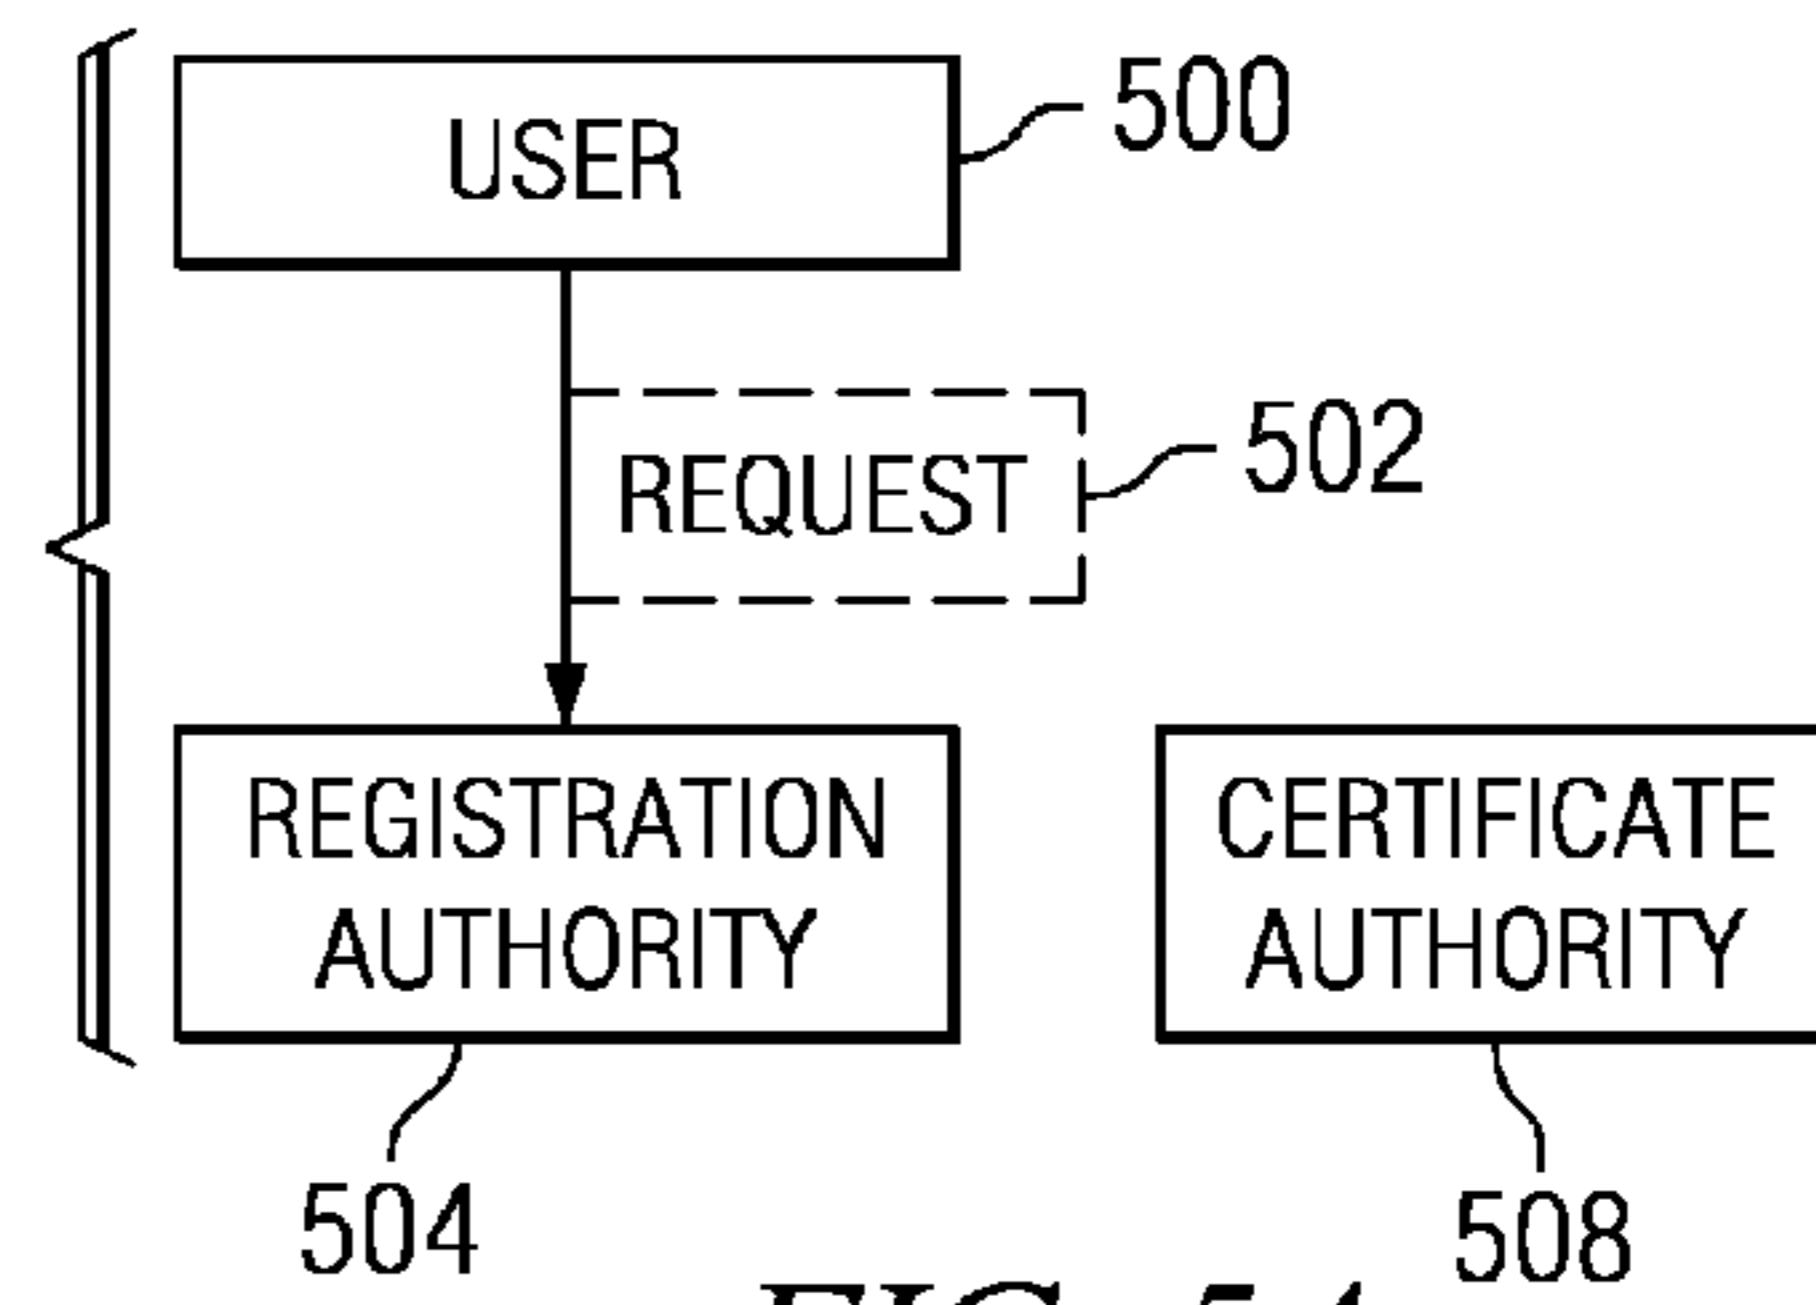 USER
500
REQUEST
502
REGISTRATION
AUTHORITY
CERTIFICATE
AUTHORITY
504
508